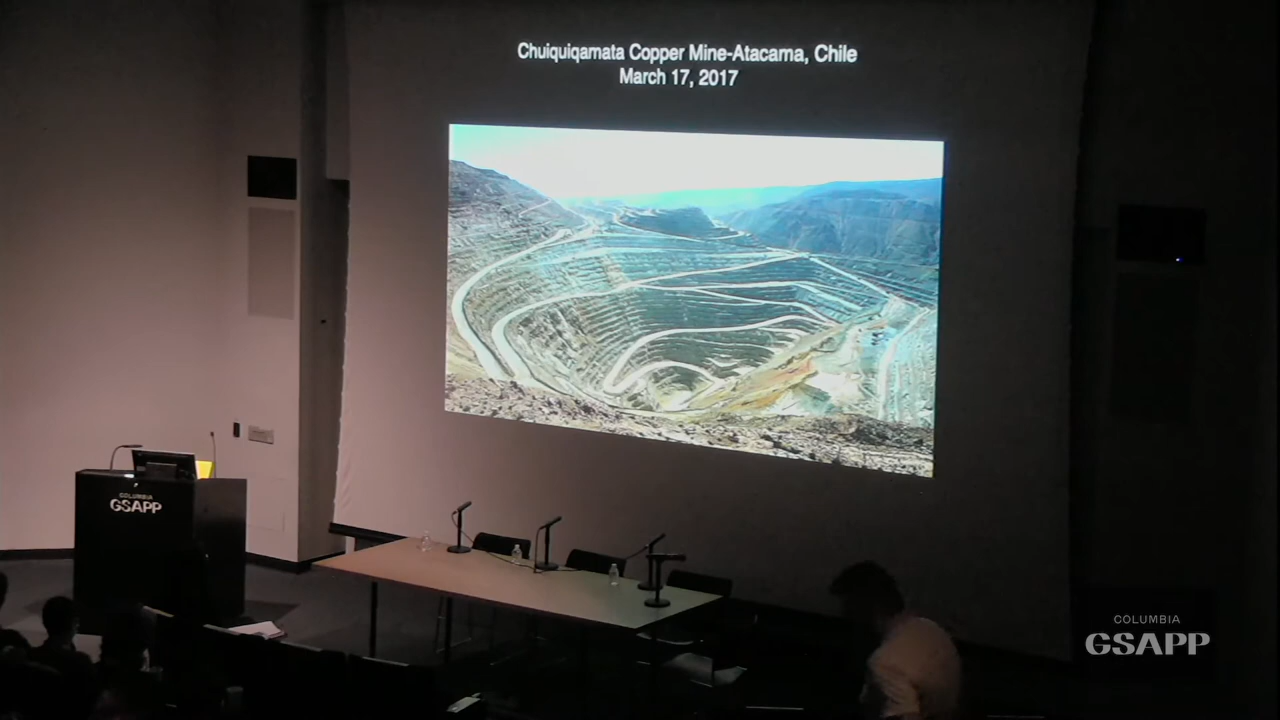 Chuiquiqamata Copper Mine-Atacama, Chile
March 17, 2017
COLUMBIA
GSAPP
COLUMBIA
GSAPP